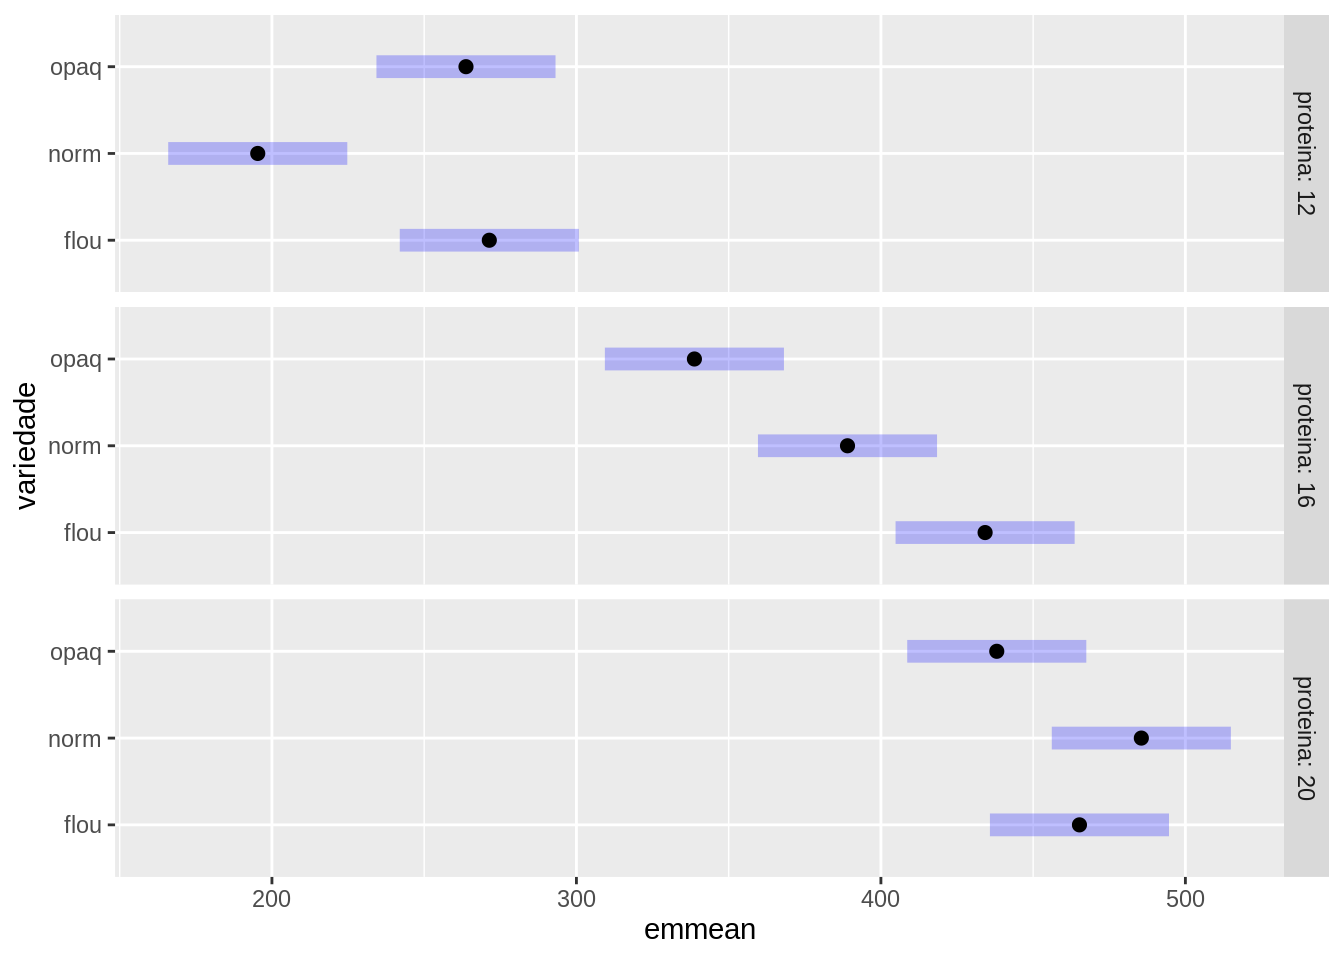 opaq
norm
flou
proteina: 12
opaq
norm
flou
proteina: 16
opaq
norm
flou
proteina: 20
variedade
200 300 400 500
emmean